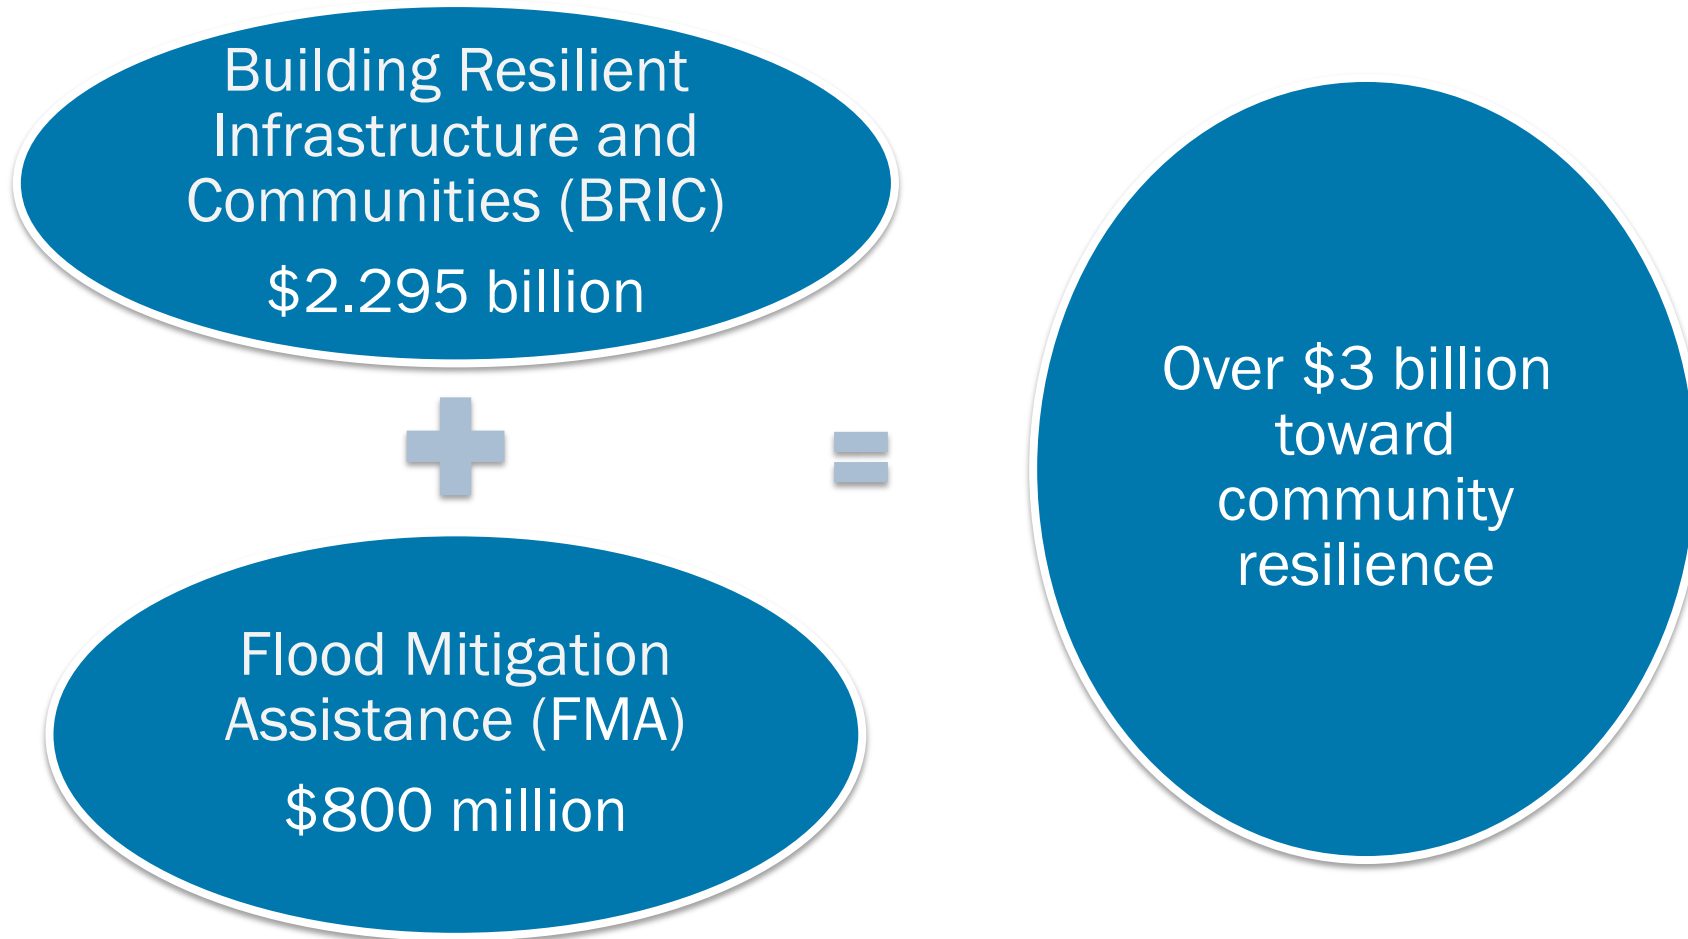 Building Resilient
Infrastructure and
Communities (BRIC)
$2.295 billion
Flood Mitigation
Assistance (FMA)
$800 million
Over $3 billion
toward
community
resilience